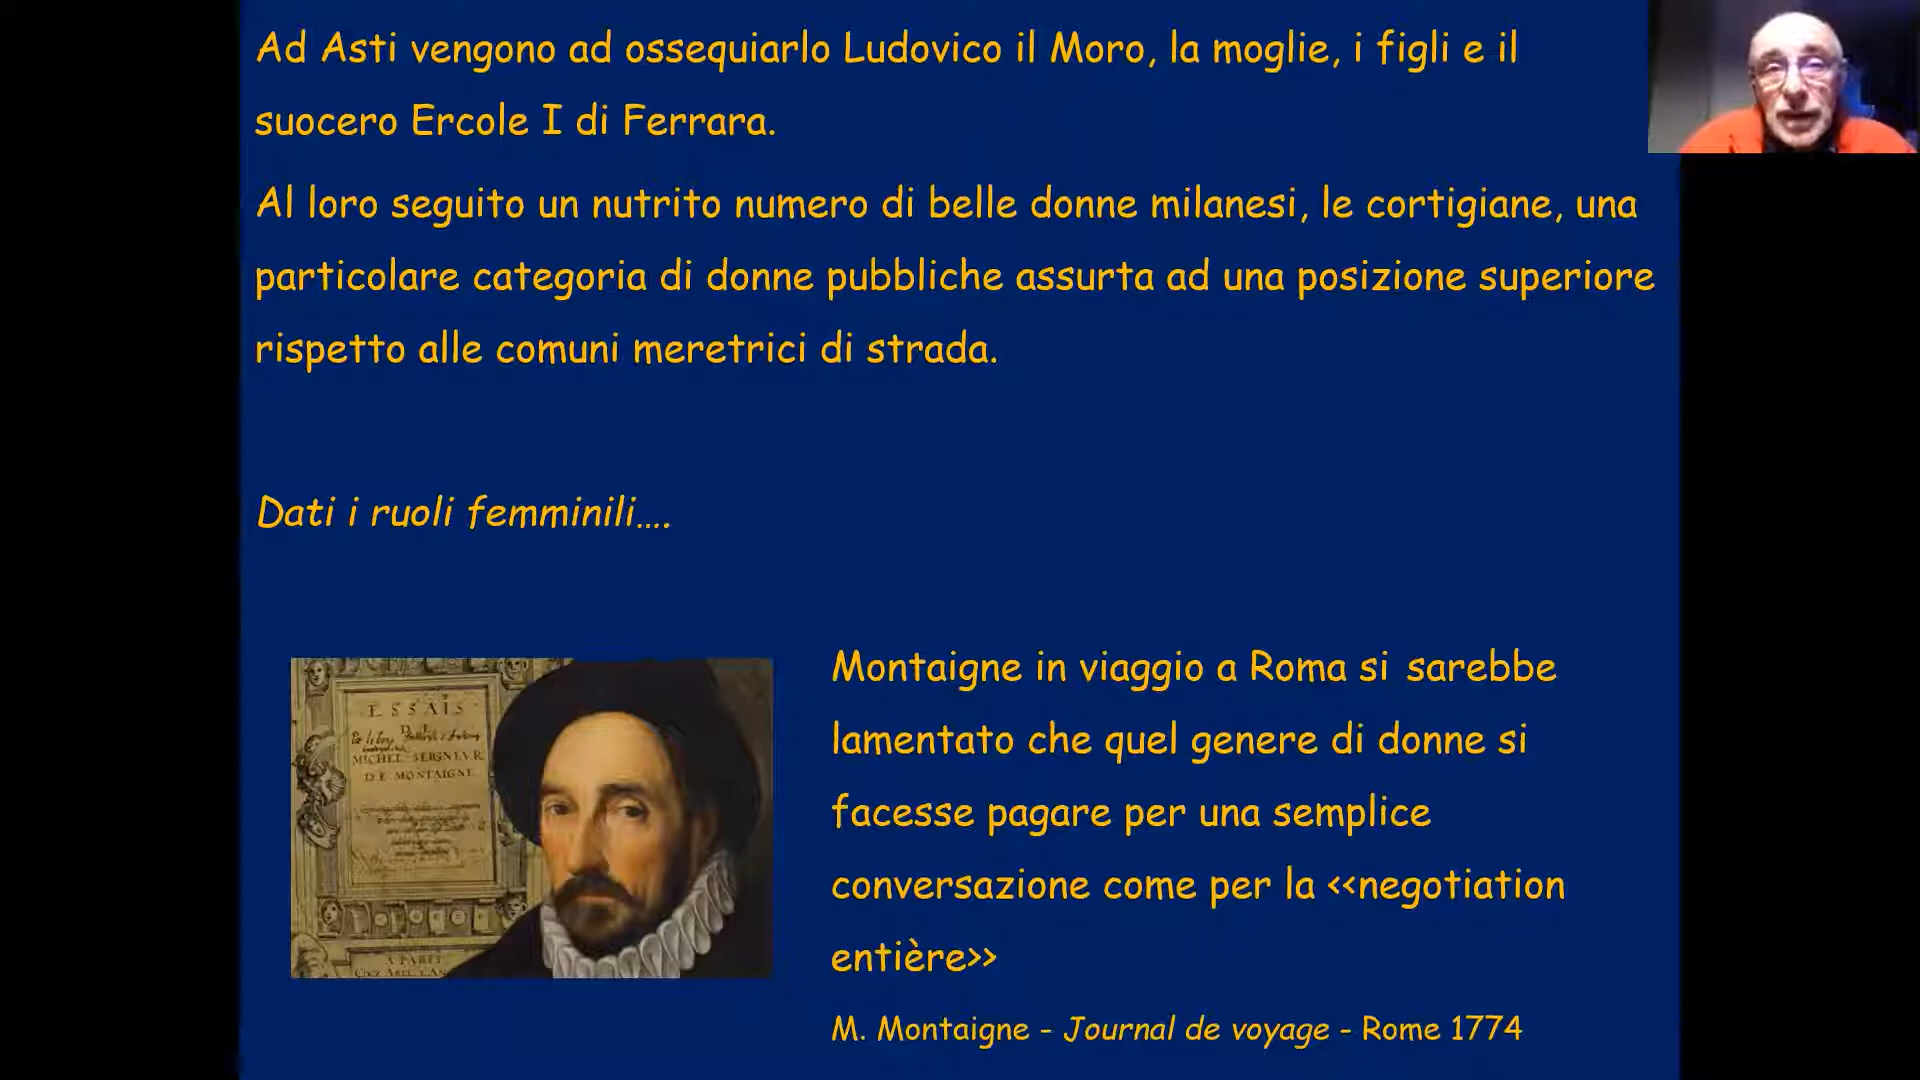 Ad Asti vengono ad ossequiarlo Ludovico il Moro, la moglie, i figli e il
suocero Ercole I di Ferrara.
Al loro seguito un nutrito numero di belle donne milanesi, le cortigiane, una
particolare categoria di donne pubbliche assurta ad una posizione superiore
rispetto alle comuni meretrici di strada.
Dati i ruoli femminili....
ESSAIS
D
MICHEL SEIGNEVR
DE MONTAIGNE
A PARIS
Montaigne in viaggio a Roma si sarebbe
lamentato che quel genere di donne si
facesse pagare per una semplice
conversazione come per la <<negotiation
entière>>
M. Montaigne - Journal de voyage - Rome 1774